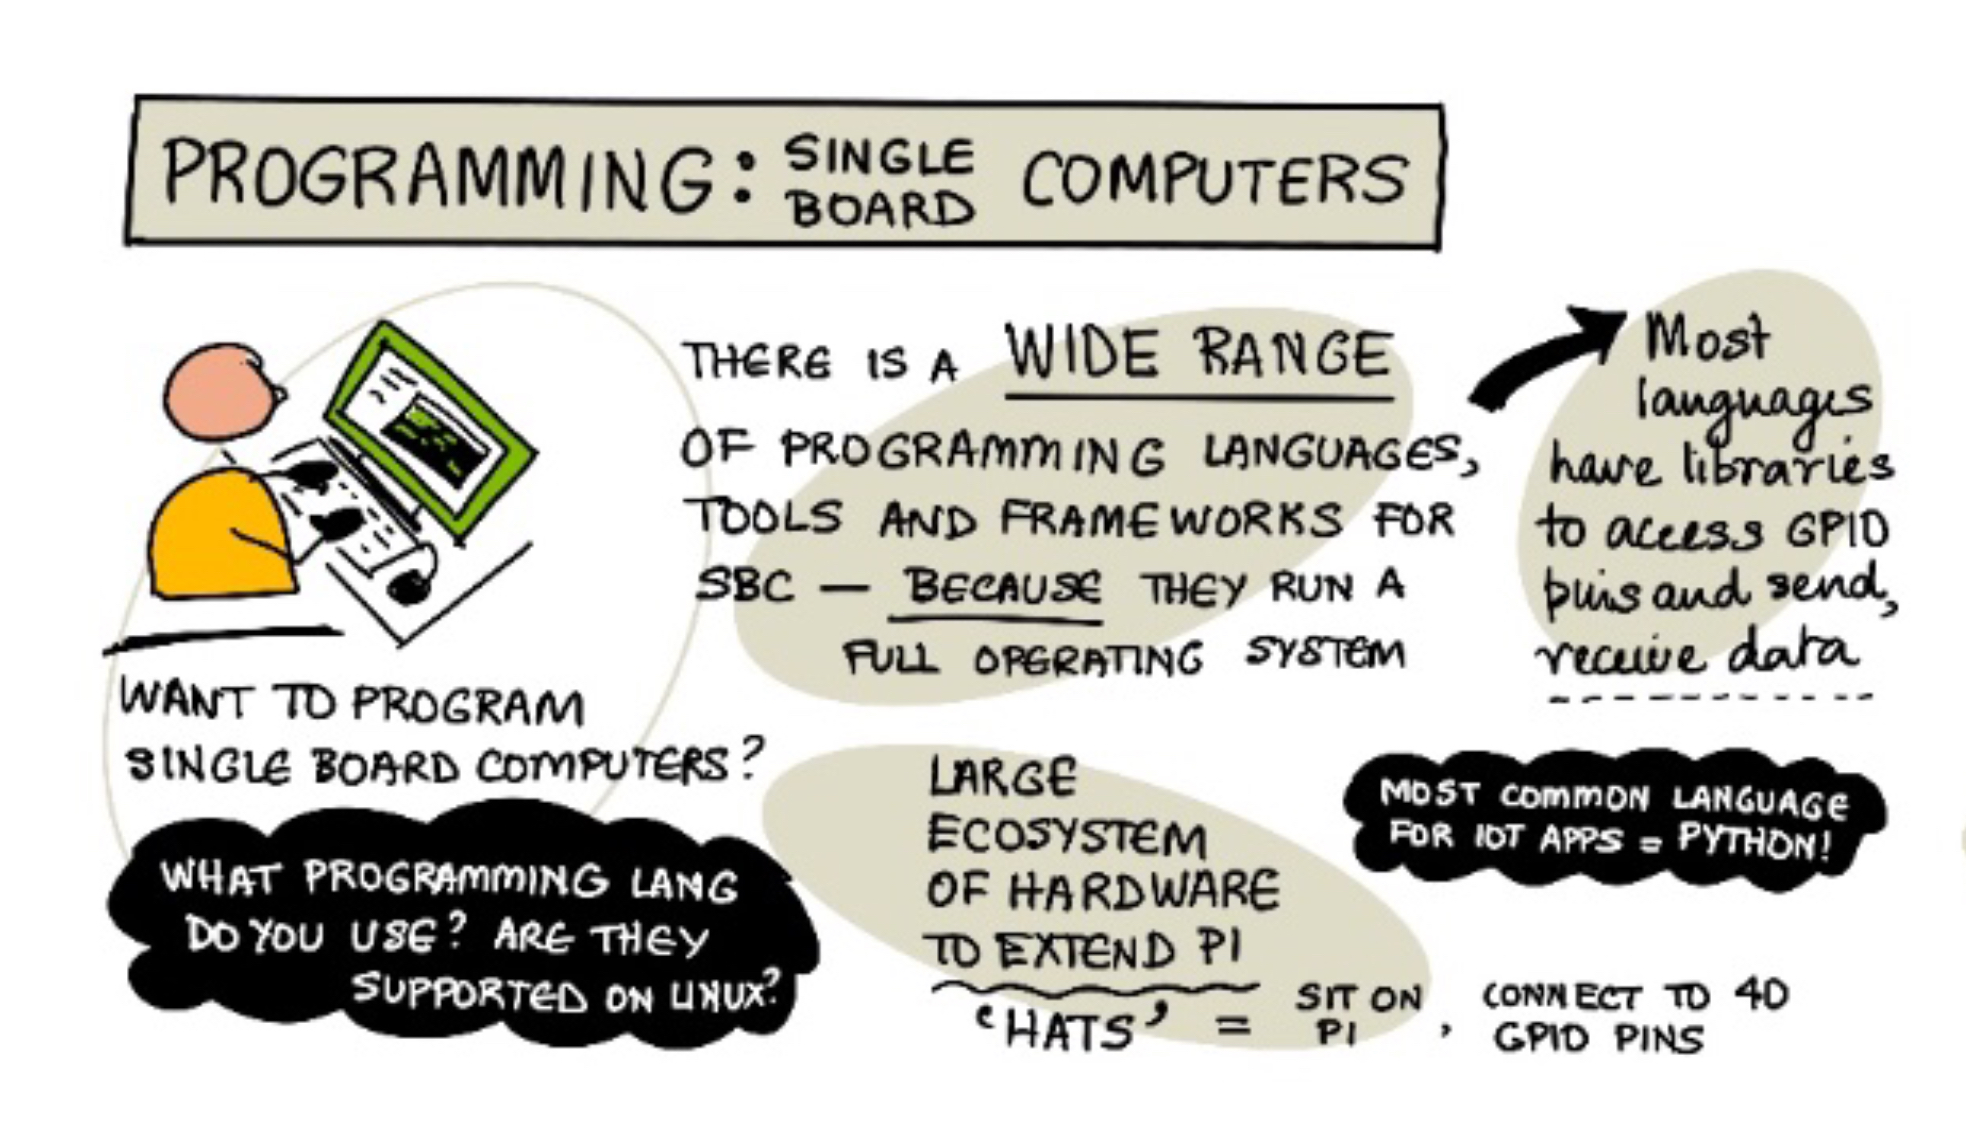 PROGRAMMING: SINGLE BOARD COMPUTERS
WANT TO PROGRAM
SINGLE BOARD COMPUTERS?
WHAT PROGRAMMING LANG
DO YOU USE? ARE THEY
SUPPORTED ON LINUX?
THERE IS A WIDE RANGE
OF PROGRAMMING LANGUAGES,
TOOLS AND FRAMEWORKS FOR
SBC — BECAUSE THEY RUN A
FULL OPERATING SYSTEM
Most
languages
have libraries
to access GPIO
pins and send,
receive data
LARGE
ECOSYSTEM
OF HARDWARE
TO EXTEND PI
'HATS' = SIT ON PI, CONNECT TO 40 GPIO PINS
MOST COMMON LANGUAGE
FOR IOT APPS = PYTHON!